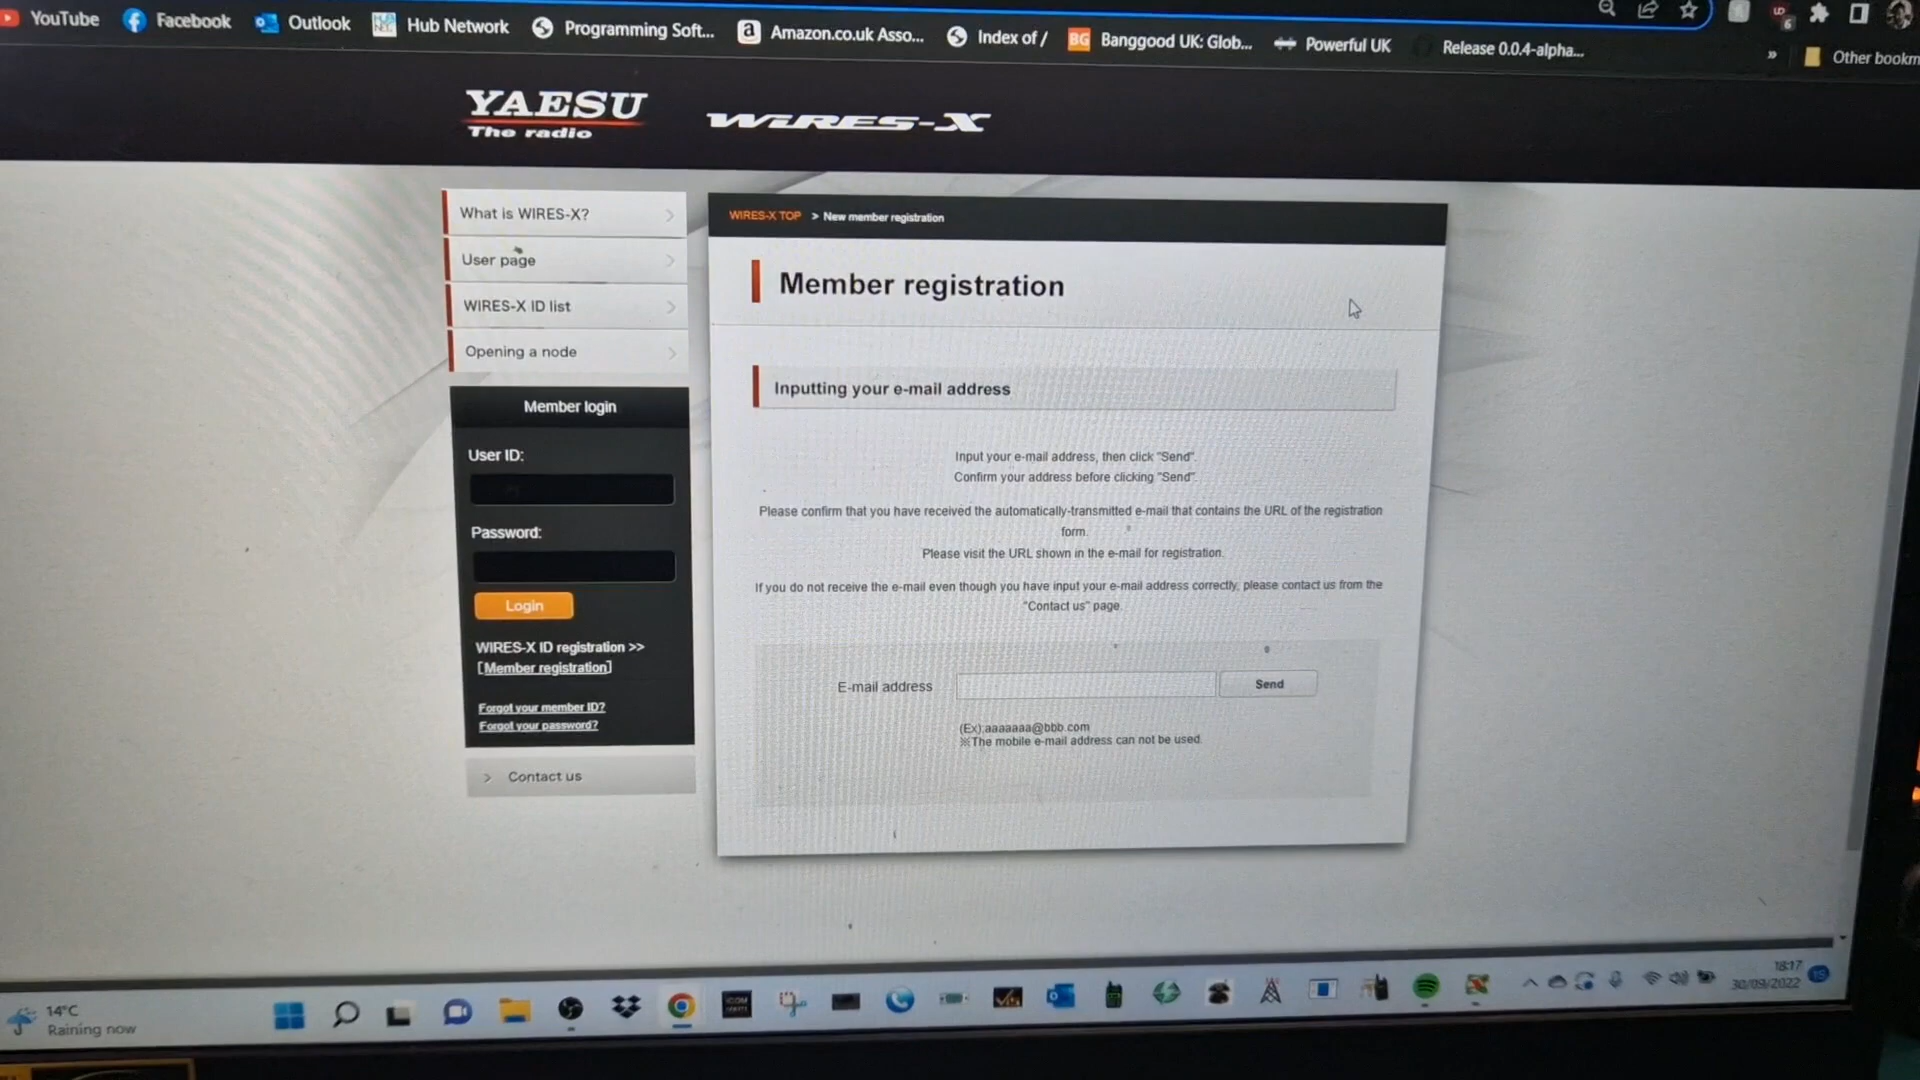 YouTube
Facebook
Outlook
Hub Network
Programming Soft...
Amazon.co.uk Asso...
Index of /
BG
Banggood UK: Glob...
Powerful UK
Release 0.0.4-alpha...
»
Other bookm
YAESU
The radio
WIRES-X
What is WIRES-X?
User page
WIRES-X ID list
Opening a node
Member login
User ID:
Password:
Login
WIRES-X ID registration >>
[Member registration]
Forgot your member ID?
Forgot your password?
> Contact us
WIRES-X TOP > New member registration
Member registration
Inputting your e-mail address
Input your e-mail address, then click "Send".
Confirm your address before clicking "Send".
Please confirm that you have received the automatically-transmitted e-mail that contains the URL of the registration
form.
Please visit the URL shown in the e-mail for registration.
If you do not receive the e-mail even though you have input your e-mail address correctly, please contact us from the
"Contact us" page.
E-mail address
Send
(Ex):aaaaaaa@bbb.com
※The mobile e-mail address can not be used.
14°C
Raining now
18:17
30/09/2022